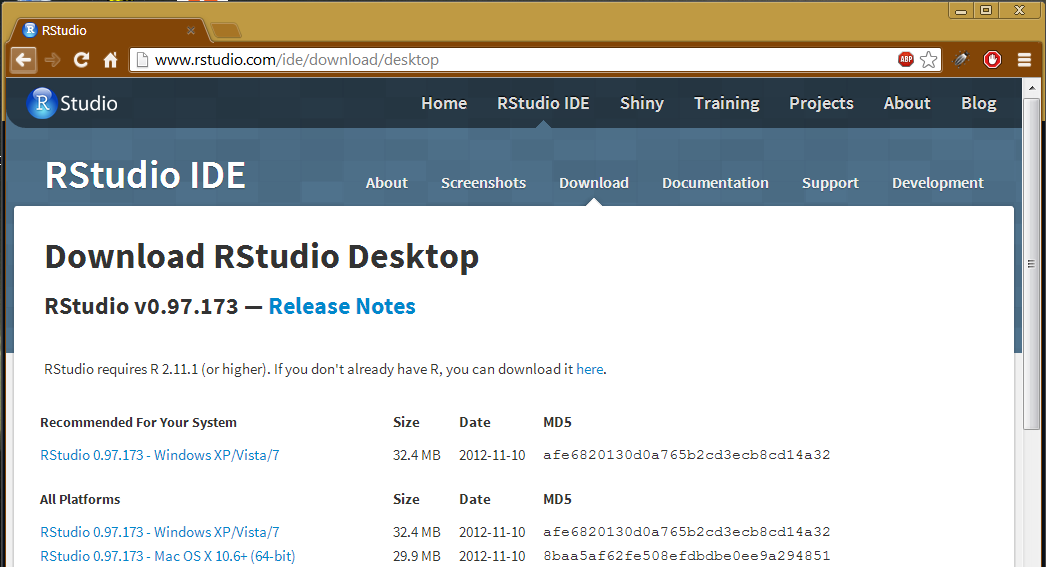 RStudio
www.rstudio.com/ide/download/desktop
ABP
R Studio
Home RStudio IDE Shiny Training Projects About Blog
RStudio IDE
About Screenshots Download Documentation Support Development
Download RStudio Desktop
RStudio v0.97.173 — Release Notes
RStudio requires R 2.11.1 (or higher). If you don't already have R, you can download it here.
Recommended For Your System Size Date MD5
RStudio 0.97.173 - Windows XP/Vista/7 32.4 MB 2012-11-10 afe6820130d0a765b2cd3ecb8cd14a32
All Platforms Size Date MD5
RStudio 0.97.173 - Windows XP/Vista/7 32.4 MB 2012-11-10 afe6820130d0a765b2cd3ecb8cd14a32
RStudio 0.97.173 - Mac OS X 10.6+ (64-bit) 29.9 MB 2012-11-10 8baa5af62fe508efdbdbe0ee9a294851